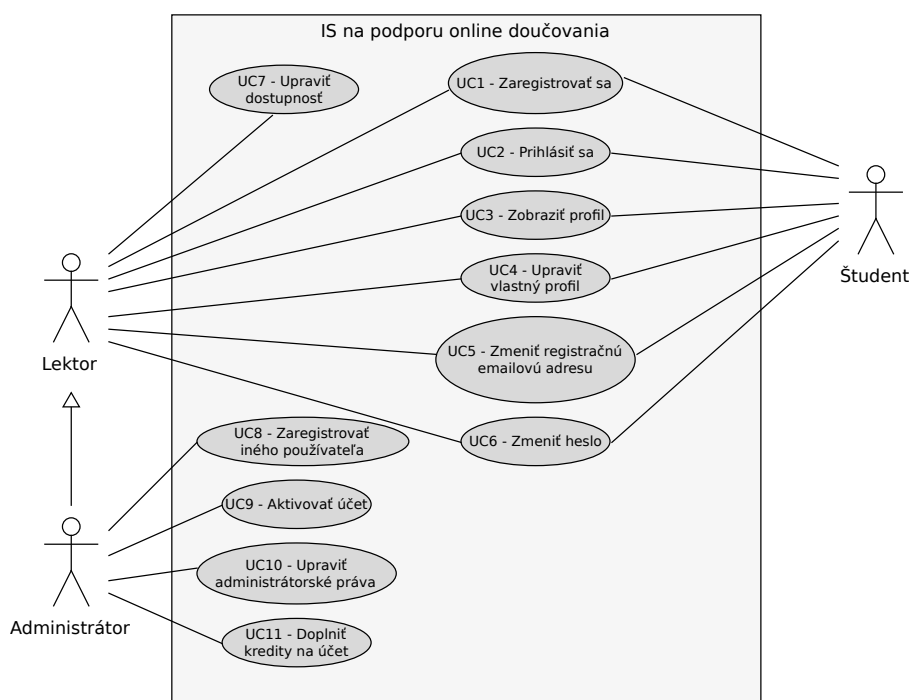 IS na podporu online doučovania
UC7 - Upraviť
dostupnosť
UC1 - Zaregistrovať sa
UC2 - Prihlásiť sa
UC3 - Zobraziť profil
UC4 - Upraviť
vlastný profil
UC5 - Zmeniť registračnú
emailovú adresu
UC6 - Zmeniť heslo
Študent
Lektor
UC8 - Zaregistrovať
iného používateľa
UC9 - Aktivovať účet
UC10 - Upraviť
administrátorské práva
UC11 - Doplniť
kredity na účet
Administrátor